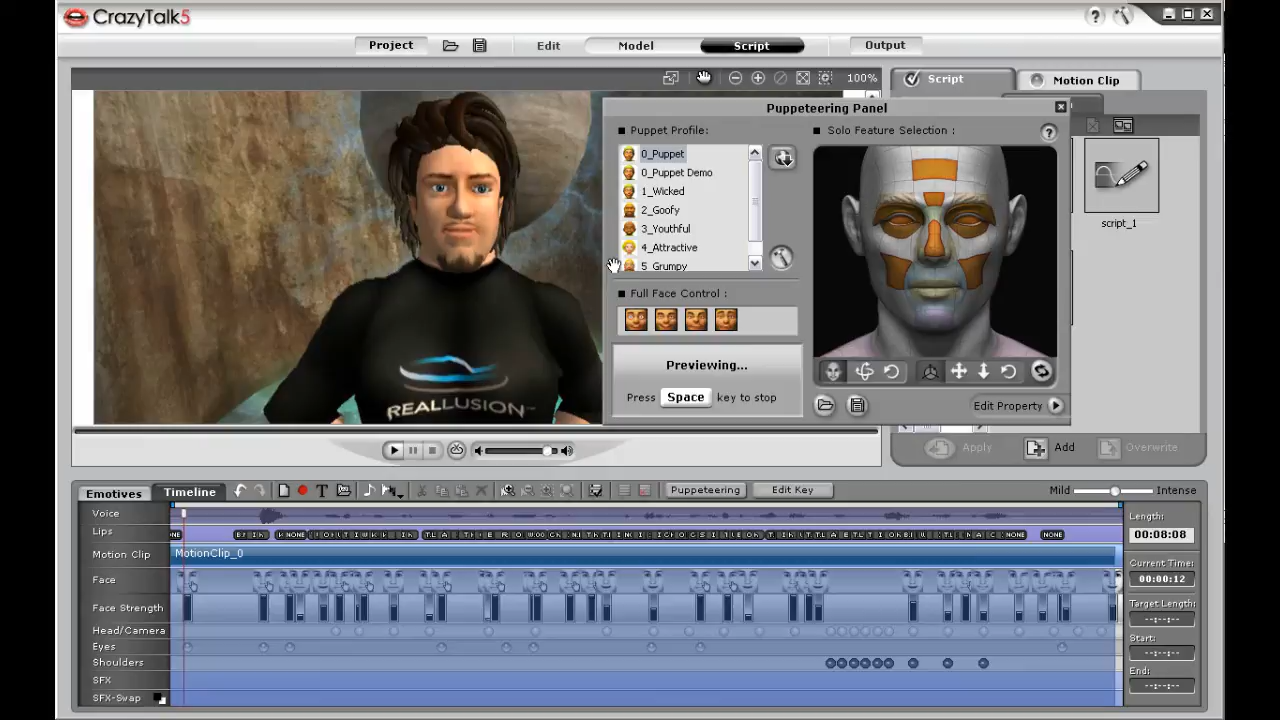 CrazyTalk5
Project
Edit
Model
Script
Output
100%
Script
Motion Clip
Puppeteering Panel
Puppet Profile:
0_Puppet
0_Puppet Demo
1_Wicked
2_Goofy
3_Youthful
4_Attractive
5_Grumpy
Solo Feature Selection :
Full Face Control :
Previewing...
Press Space key to stop
Edit Property
script_1
REALLUSION
Apply
Add
Overwrite
Emotives
Timeline
Puppeteering
Edit Key
Mild
Intense
Voice
Lips
Motion Clip
MotionClip_0
Face
Face Strength
Head/Camera
Eyes
Shoulders
SFX
SFX-Swap
Length:
00:08:08
Current Time:
00:00:12
Target Length:
--:--:--
Start:
--:--:--
End:
--:--:--